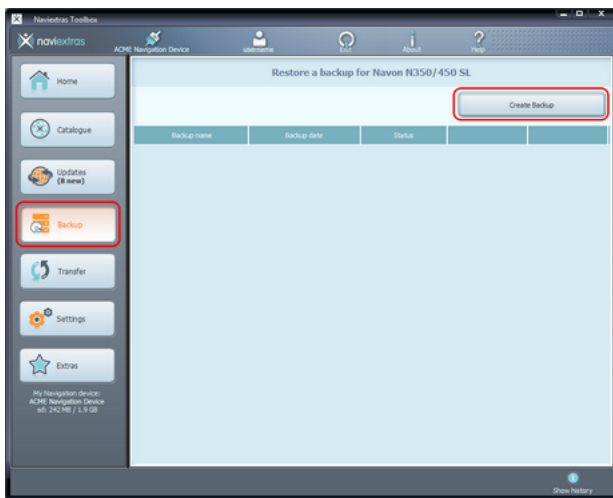 Naviextras Toolbox
naviextras
ACME Navigation Device
username
Exit
About
Help
Home
Catalogue
Updates
(8 new)
Backup
Transfer
Settings
Extras
My Navigation device:
ACME Navigation Device
sd: 242 MB / 1.9 GB
Restore a backup for Navon N350/450 SL
Create Backup
Backup name
Backup date
Status
Show history